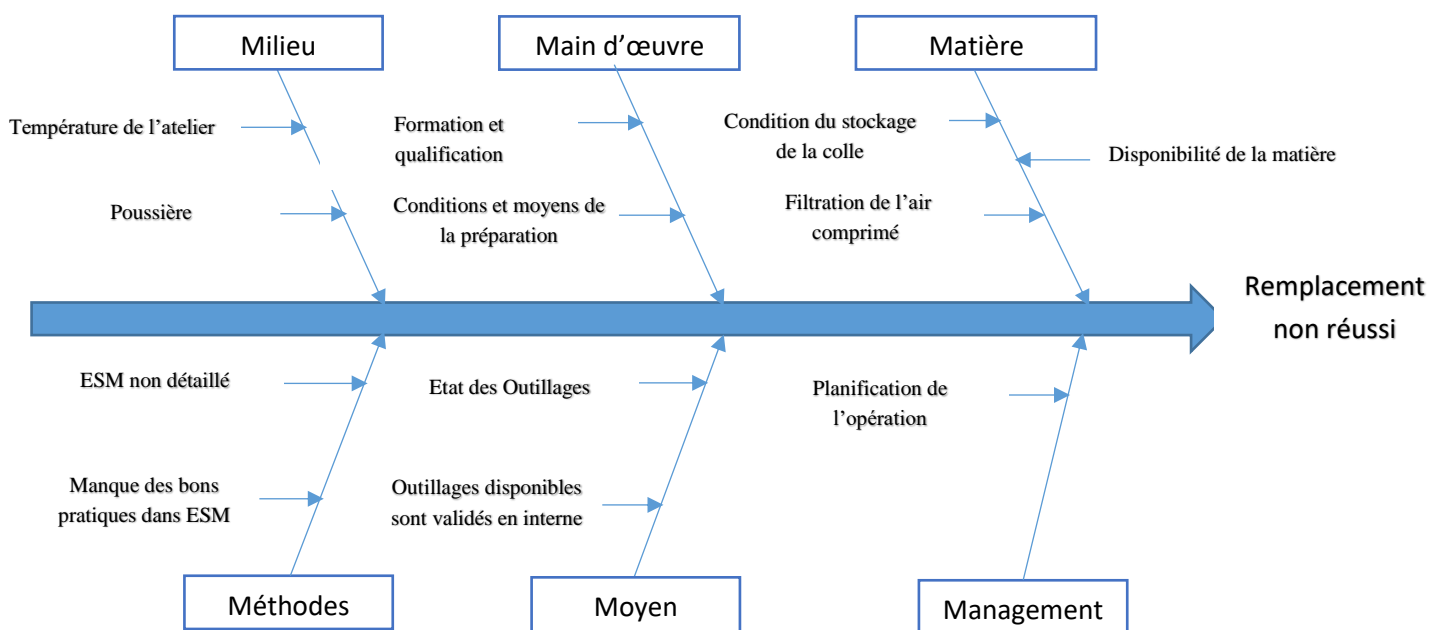 Milieu
Main d’œuvre
Matière
Température de l’atelier
Formation et
qualification
Condition du stockage
de la colle
Disponibilité de la matière
Poussière
Conditions et moyens de
la préparation
Filtration de l’air
comprimé
Remplacement
non réussi
ESM non détaillé
Etat des Outillages
Planification de
l’opération
Manque des bons
pratiques dans ESM
Outillages disponibles
sont validés en interne
Méthodes
Moyen
Management